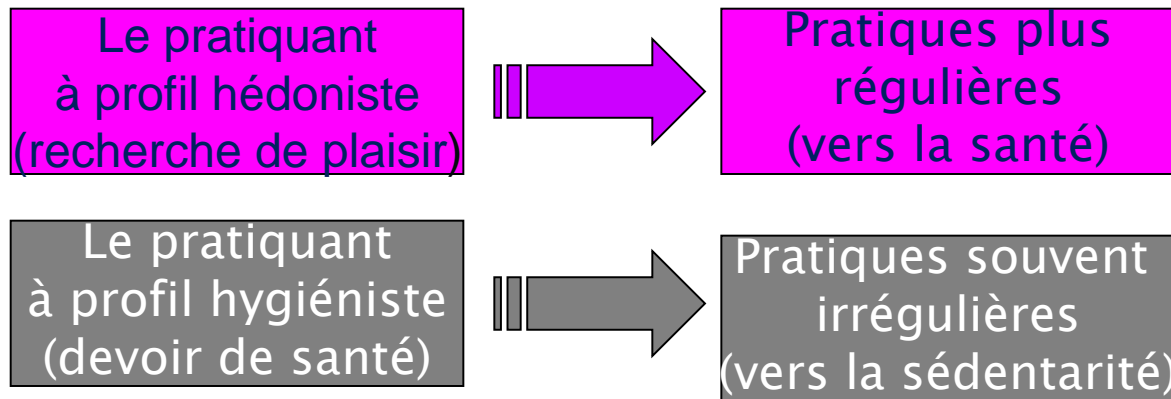 Le pratiquant
à profil hédoniste
(recherche de plaisir)
Pratiques plus
régulières
(vers la santé)
Le pratiquant
à profil hygiéniste
(devoir de santé)
Pratiques souvent
irrégulières
(vers la sédentarité)